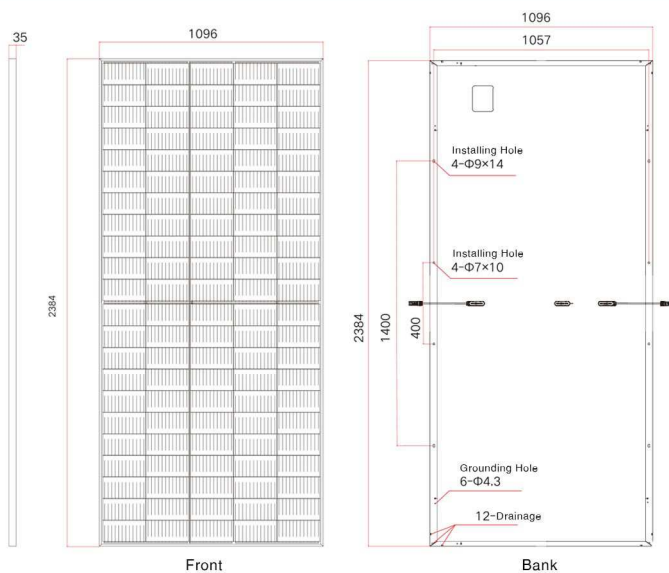 35
1096
2384
Front
1096
1057
Installing Hole
4-Φ9×14
Installing Hole
4-Φ7×10
2384
1400
400
Grounding Hole
6-Φ4.3
12-Drainage
Bank